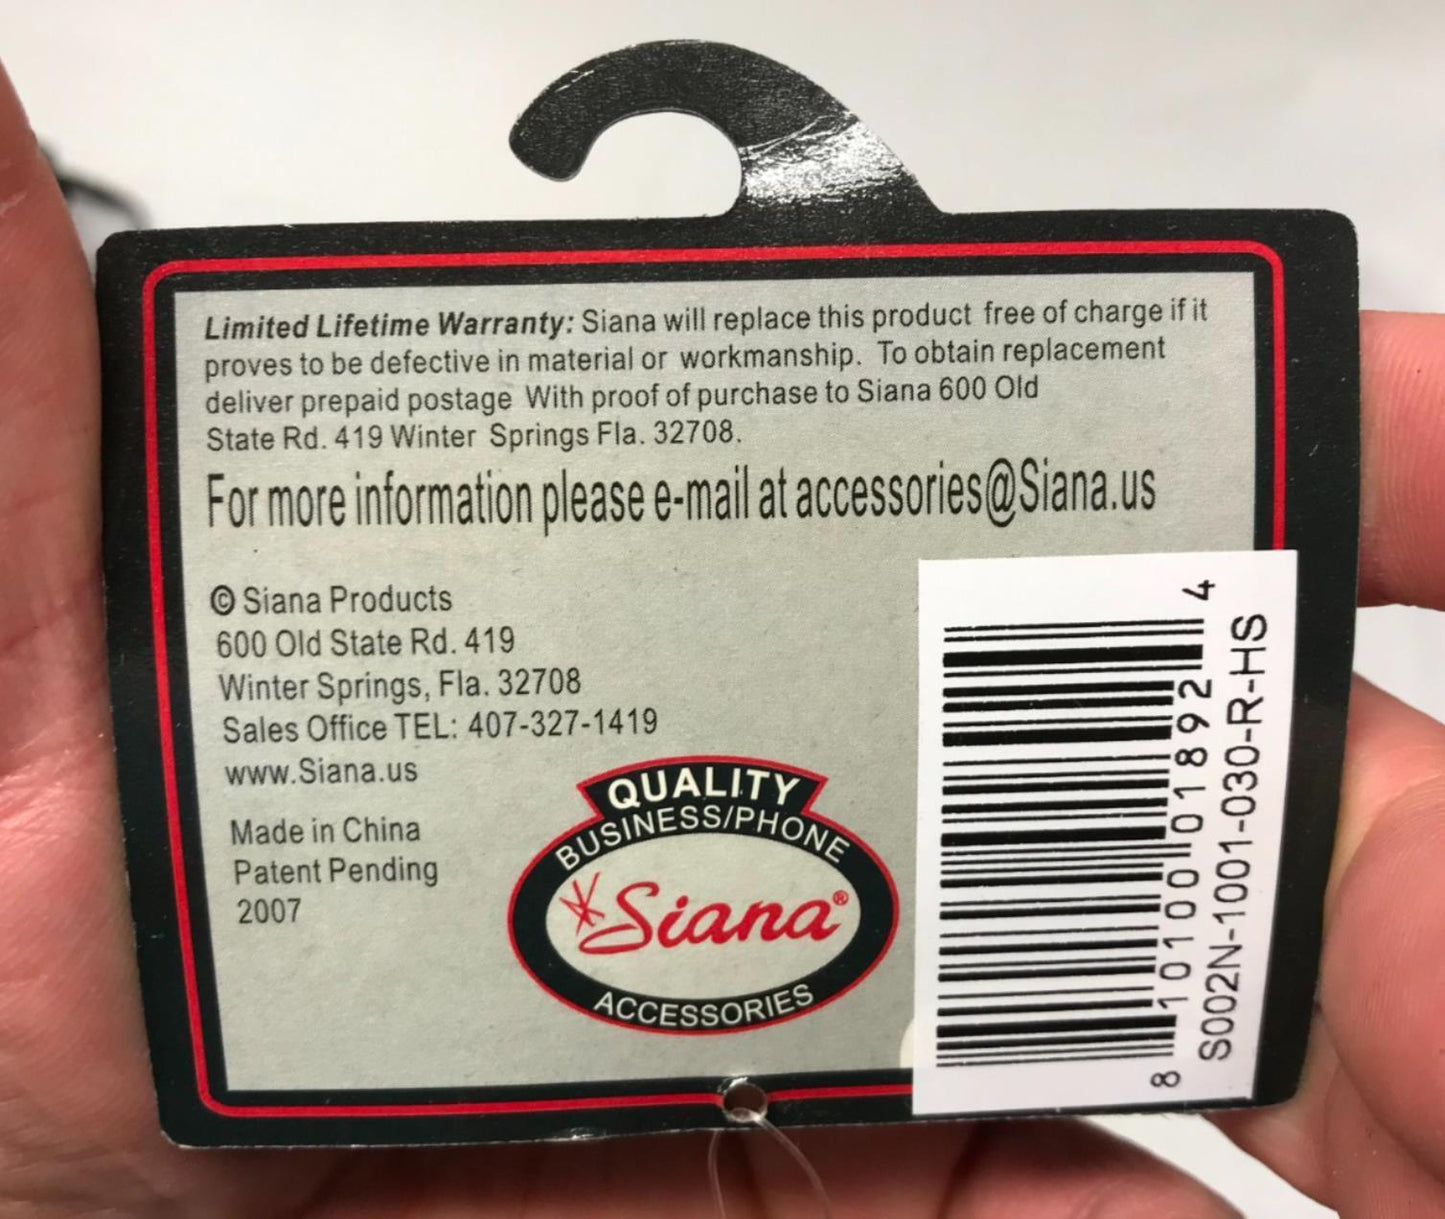 Limited Lifetime Warranty: Siana will replace this product free of charge if it
proves to be defective in material or workmanship. To obtain replacement
deliver prepaid postage With proof of purchase to Siana 600 Old
State Rd. 419 Winter Springs Fla. 32708.
For more information please e-mail at accessories@Siana.us
© Siana Products
600 Old State Rd. 419
Winter Springs, Fla. 32708
Sales Office TEL: 407-327-1419
www.Siana.us
Made in China
Patent Pending
2007
QUALITY
BUSINESS/PHONE
Siana®
ACCESSORIES
8 10100 01892 4
S002N-1001-030-R-HS